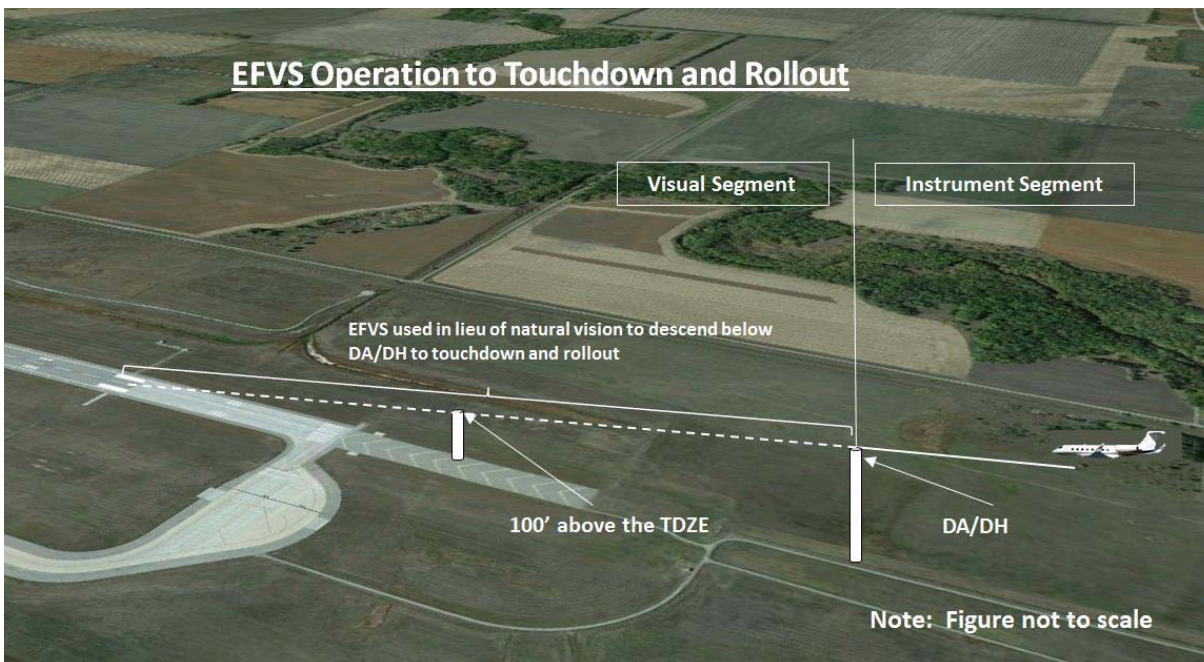 EFVS Operation to Touchdown and Rollout
Visual Segment
Instrument Segment
EFVS used in lieu of natural vision to descend below
DA/DH to touchdown and rollout
100’ above the TDZE
DA/DH
Note:  Figure not to scale